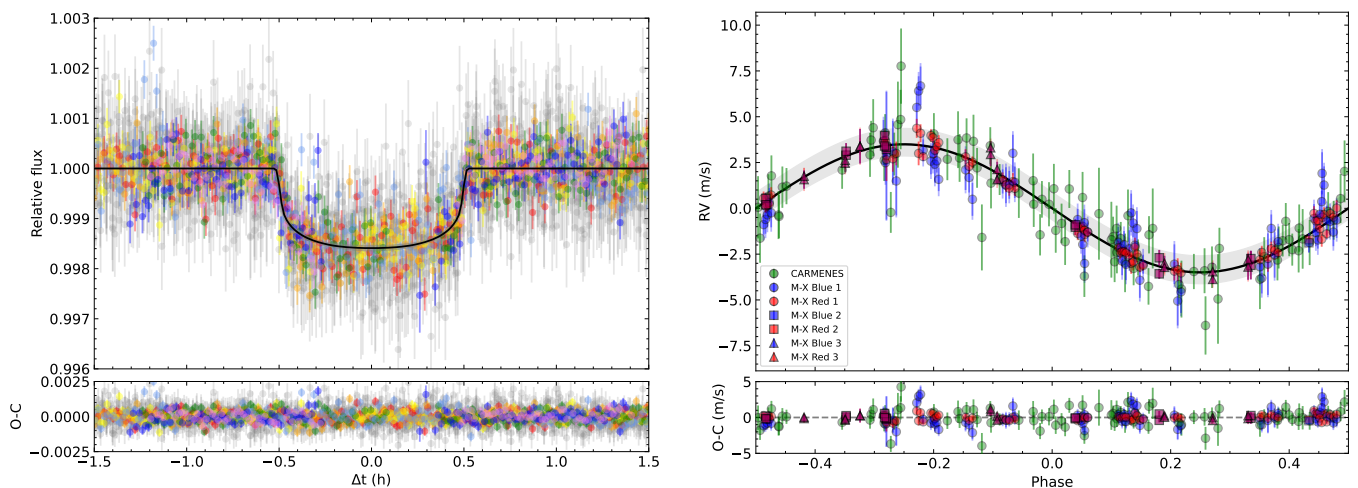 1.003
1.002
1.001
1.000
0.999
0.998
0.997
0.996
Relative flux
0.0025
0.0000
−0.0025
O-C
−1.5 −1.0 −0.5 0.0 0.5 1.0 1.5
Δt (h)
10.0
7.5
5.0
2.5
0.0
−2.5
−5.0
−7.5
RV (m/s)
CARMENES
M-X Blue 1
M-X Red 1
M-X Blue 2
M-X Red 2
M-X Blue 3
M-X Red 3
5
0
−5
O-C (m/s)
−0.4 −0.2 0.0 0.2 0.4
Phase